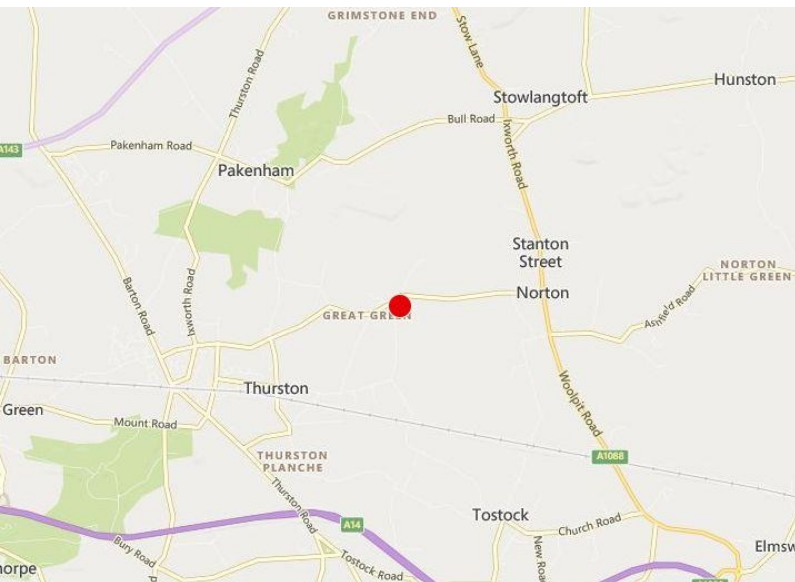 GRIMSTONE END
Stow Lane
Thurston Road
Hunston
Stowlangtoft
Bull Road
A143
Pakenham Road
Ixworth Road
Pakenham
Stanton
Street
NORTON
LITTLE GREEN
Barton Road
Ixworth Road
Norton
Ashfield Road
GREAT GREEN
BARTON
Thurston
Green
Mount Road
Woolpit Road
THURSTON
PLANCHE
A1088
Thurston Road
Tostock
A14
Church Road
Bury Road
New Road
Elmsw
Tostock Road
horpe